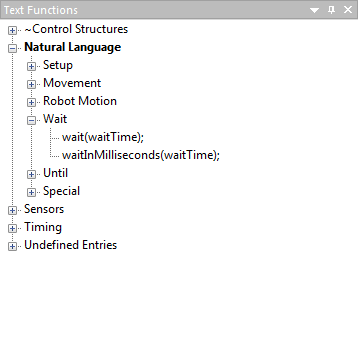 Text Functions
~Control Structures
Natural Language
Setup
Movement
Robot Motion
Wait
wait(waitTime);
waitInMilliseconds(waitTime);
Until
Special
Sensors
Timing
Undefined Entries